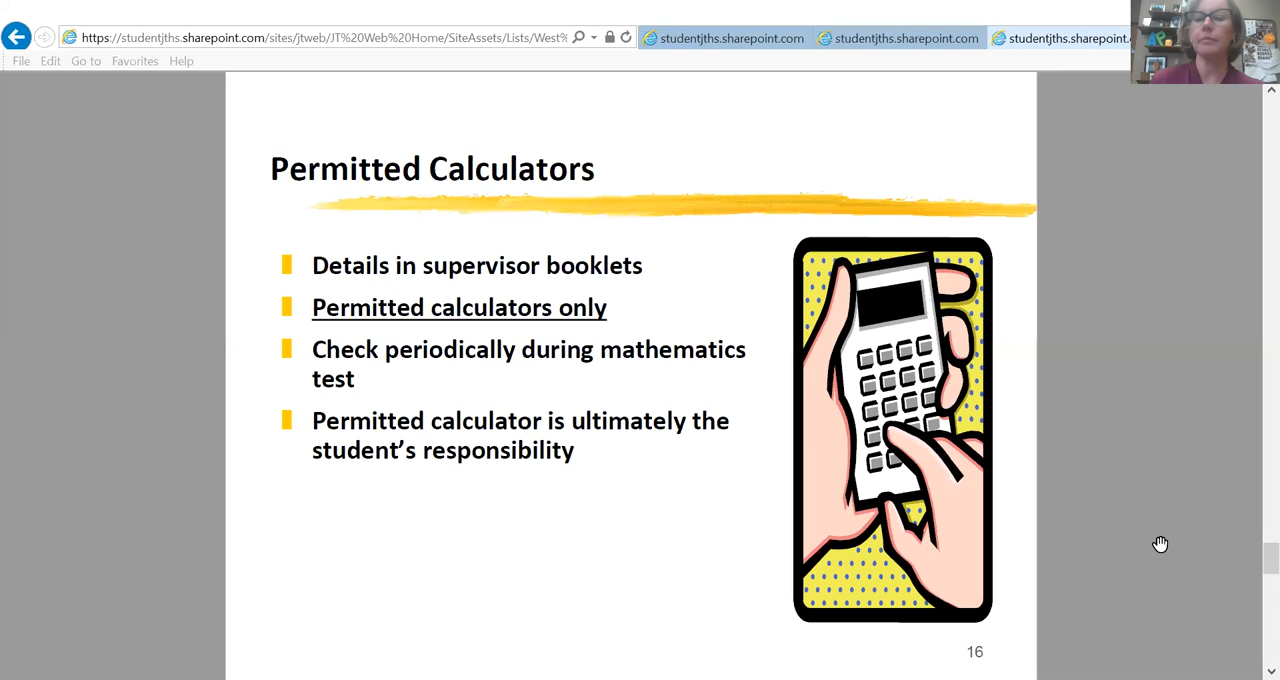 https://studentjths.sharepoint.com/sites/jtweb/JT%20Web%20Home/SiteAssets/Lists/West%
studentjths.sharepoint.com
studentjths.sharepoint.com
studentjths.sharepoint.com
File Edit Go to Favorites Help
AP
Permitted Calculators
Details in supervisor booklets
Permitted calculators only
Check periodically during mathematics
test
Permitted calculator is ultimately the
student’s responsibility
16